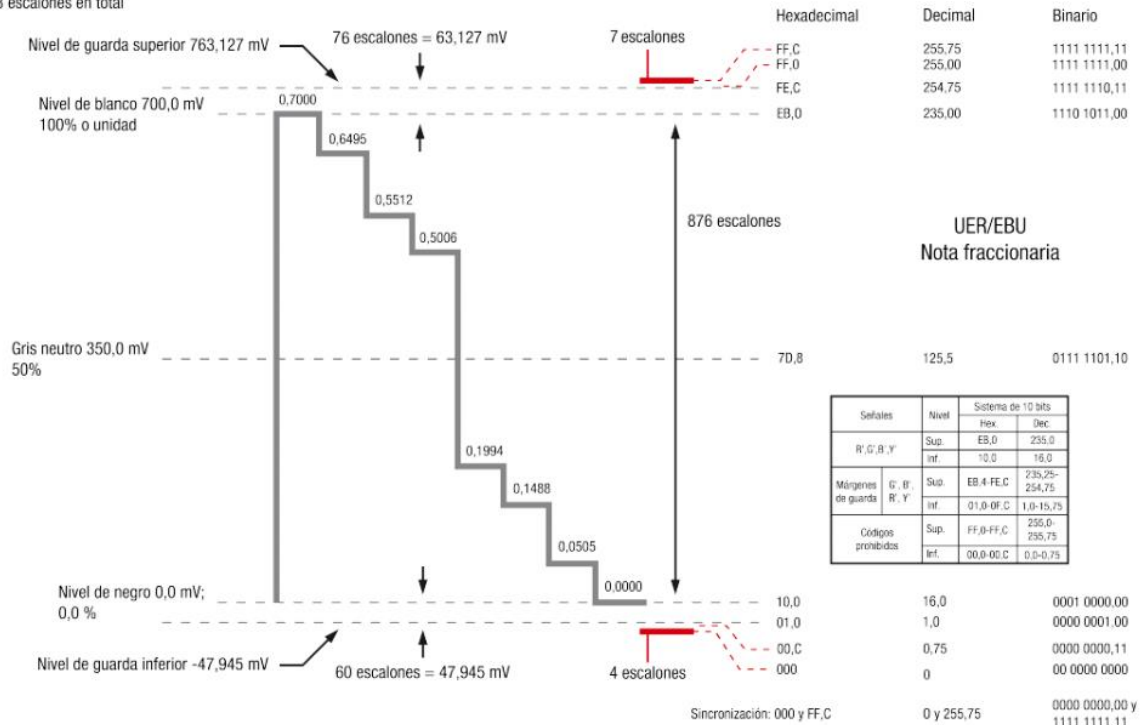 escalones en total
Hexadecimal Decimal Binario
Nivel de guarda superior 763,127 mV
76 escalones = 63,127 mV
7 escalones
FF,C 255,75 1111 1111,11
FF,0 255,00 1111 1111,00
FE,C 254,75 1111 1110,11
Nivel de blanco 700,0 mV
100% o unidad
0,7000
EB,0 235,00 1110 1011,00
0,6495
0,5512
0,5006
876 escalones
UER/EBU
Nota fraccionaria
Gris neutro 350,0 mV
50%
7D,8 125,5 0111 1101,10
Señales Nivel Sistema de 10 bits
Hex. Dec.
R',G',B',Y' Sup. EB,0 235,0
Inf. 10,0 16,0
Márgenes de guarda G', B', R', Y' Sup. EB,4-FE,C 235,25-254,75
Inf. 01,0-0F,C 1,0-15,75
Códigos prohibidos Sup. FF,0-FF,C 255,0-255,75
Inf. 00,0-00,C 0,0-0,75
0,1994
0,1488
0,0505
0,0000
Nivel de negro 0,0 mV;
0,0 %
10,0 16,0 0001 0000,00
01,0 1,0 0000 0001,00
Nivel de guarda inferior -47,945 mV
60 escalones = 47,945 mV
4 escalones
00,C 0,75 0000 0000,11
000 0 00 0000 0000
Sincronización: 000 y FF,C 0 y 255,75 0000 0000,00 y
1111 1111,11